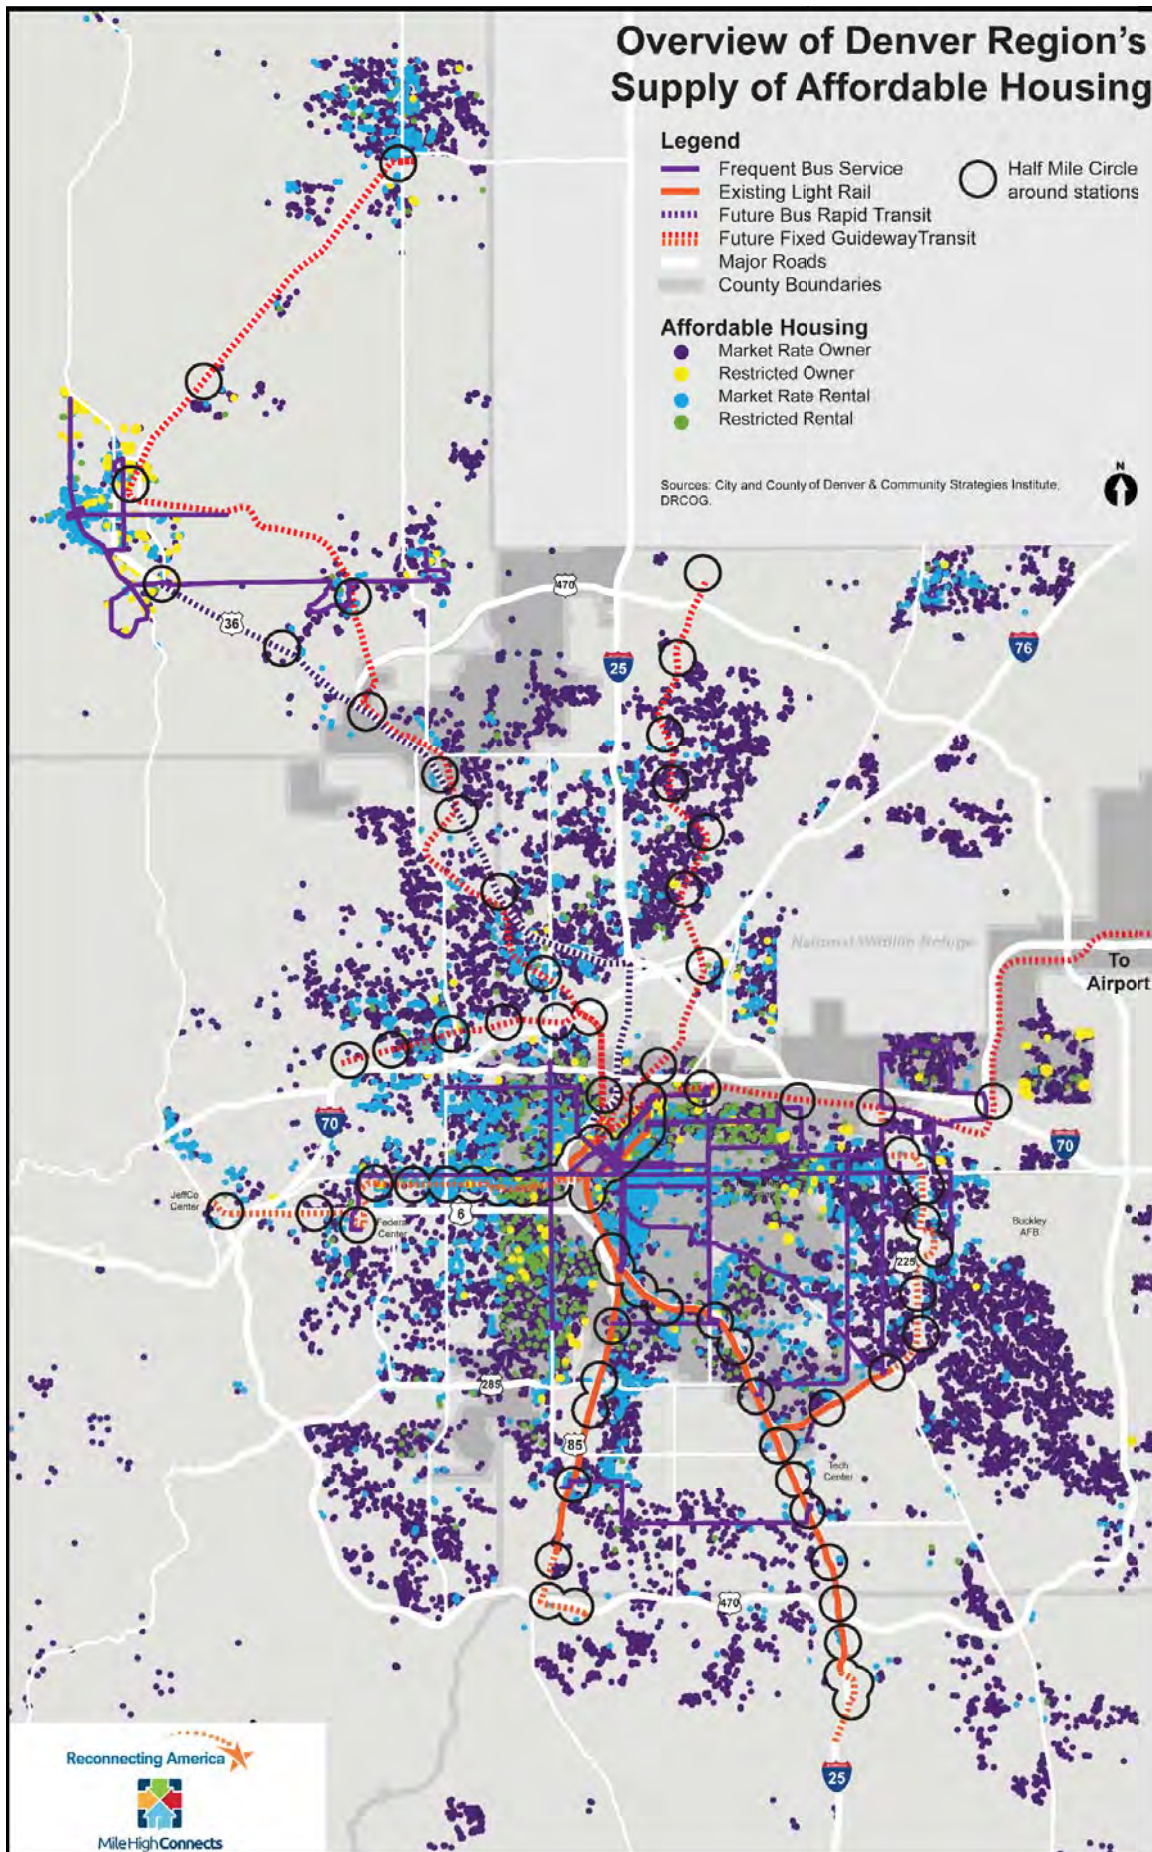 Overview of Denver Region's
Supply of Affordable Housing
Legend
Frequent Bus Service
Existing Light Rail
Future Bus Rapid Transit
Future Fixed GuidewayTransit
Major Roads
County Boundaries
Half Mile Circle
around stations
Affordable Housing
Market Rate Owner
Restricted Owner
Market Rate Rental
Restricted Rental
Sources: City and County of Denver & Community Strategies Institute,
DRCOG.
N
470
36
25
76
National Wildlife Refuge
To
Airport
70
70
JeffCo
Center
6
Federal
Center
Buckley
AFB
225
285
85
Tech
Center
470
25
Reconnecting America
MileHighConnects